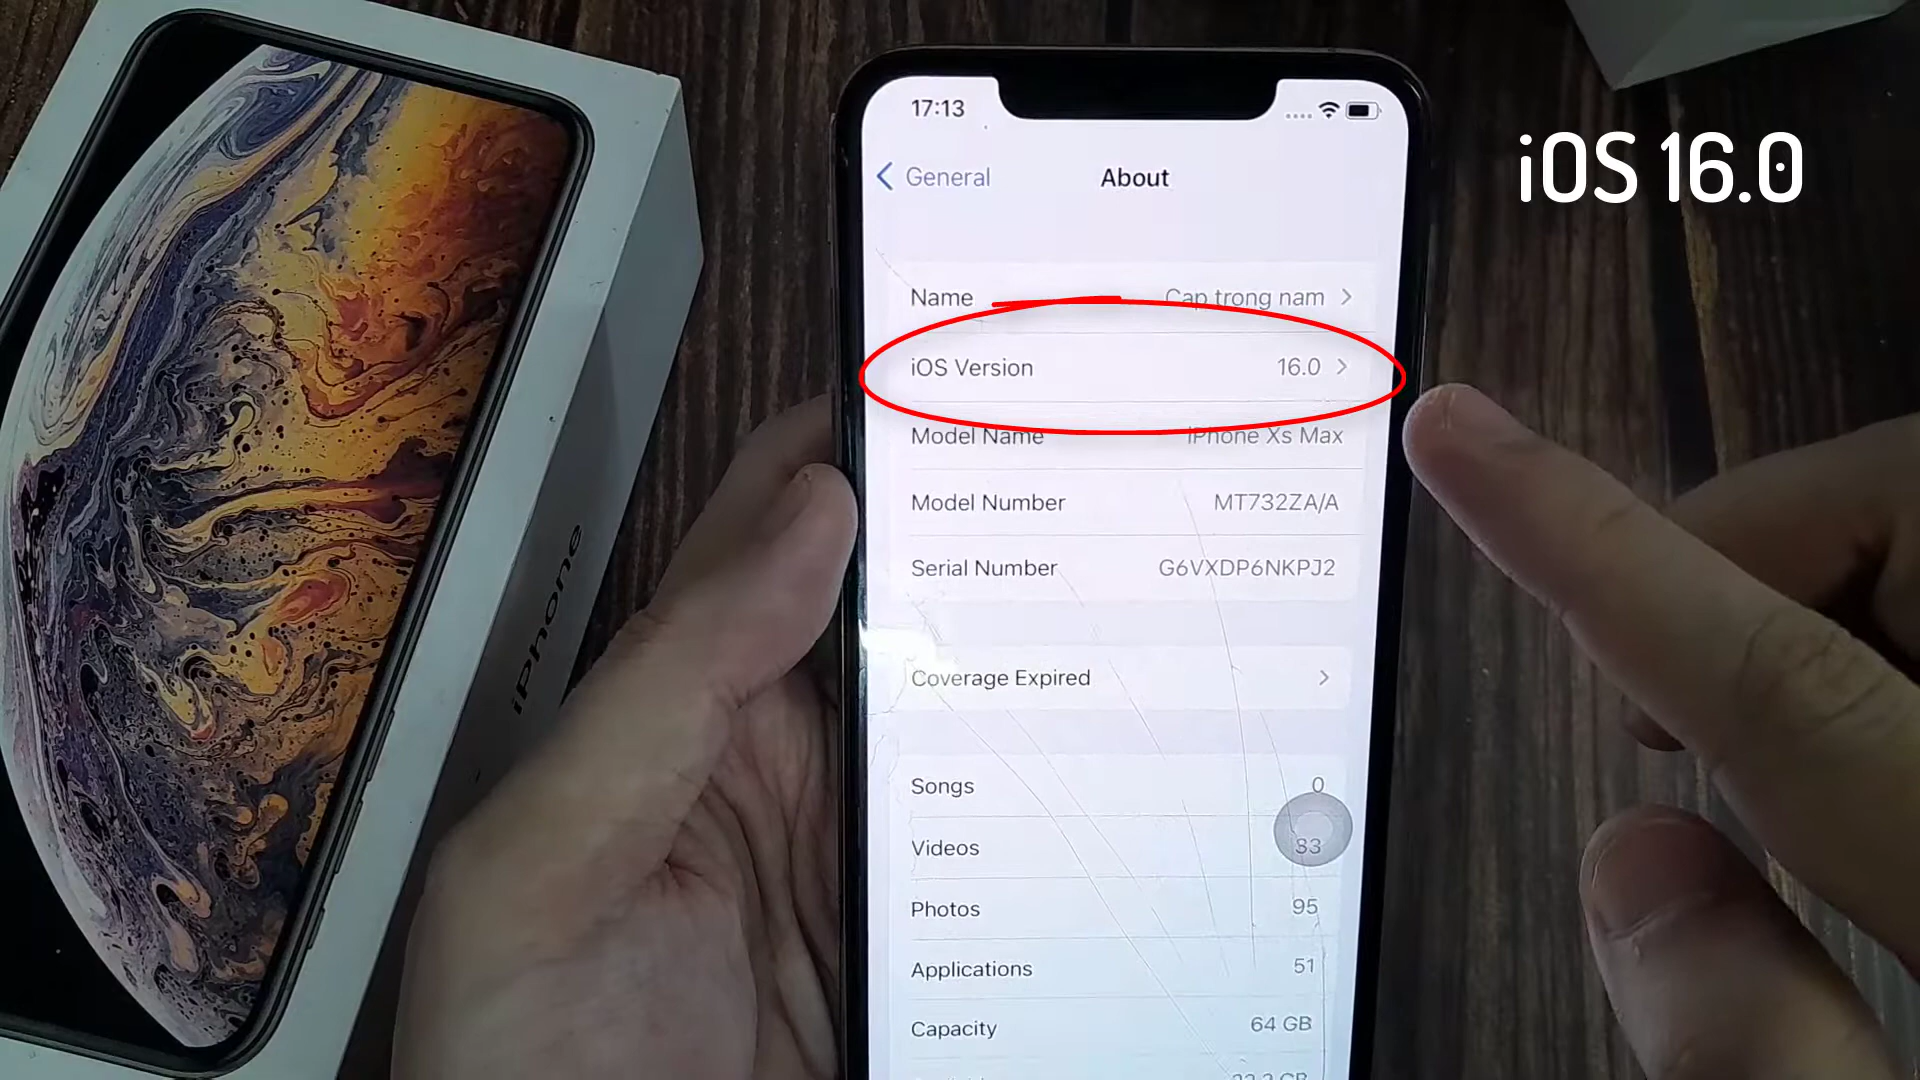 17:13
iOS 16.0
General
About
Name Cap trong nam
iOS Version 16.0
Model Name iPhone Xs Max
Model Number MT732ZA/A
Serial Number G6VXDP6NKPJ2
iPhone
Coverage Expired
Songs 0
Videos 33
Photos 95
Applications 51
Capacity 64 GB